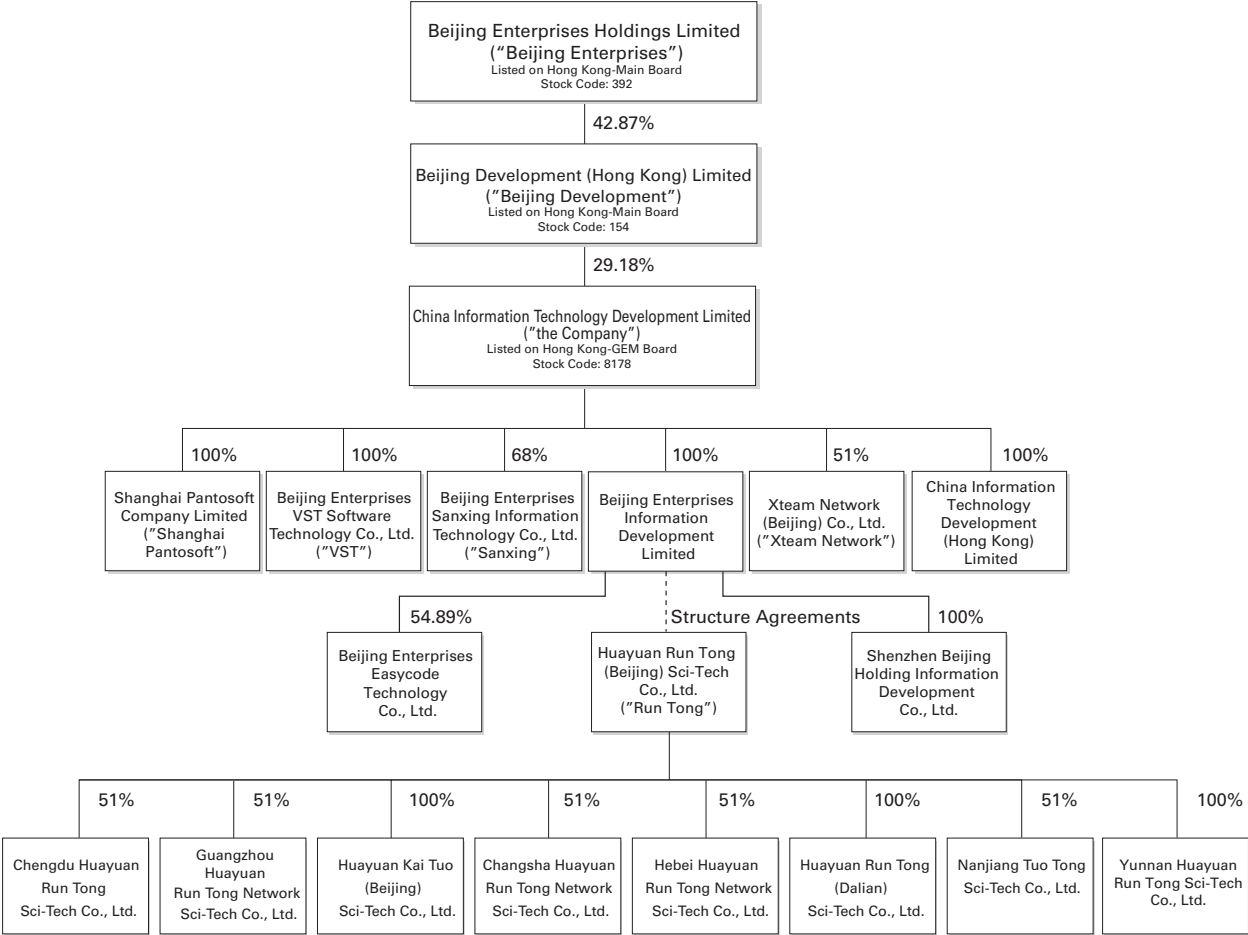 Beijing Enterprises Holdings Limited
(“Beijing Enterprises”)
Listed on Hong Kong-Main Board
Stock Code: 392
42.87%
Beijing Development (Hong Kong) Limited
(”Beijing Development”)
Listed on Hong Kong-Main Board
Stock Code: 154
29.18%
China Information Technology Development Limited
(”the Company”)
Listed on Hong Kong-GEM Board
Stock Code: 8178
100%
Shanghai Pantosoft
Company Limited
(”Shanghai
Pantosoft”)
100%
Beijing Enterprises
VST Software
Technology Co., Ltd.
(”VST”)
68%
Beijing Enterprises
Sanxing Information
Technology Co., Ltd.
(”Sanxing”)
100%
Beijing Enterprises
Information
Development
Limited
51%
Xteam Network
(Beijing) Co., Ltd.
(”Xteam Network”)
100%
China Information
Technology
Development
(Hong Kong)
Limited
54.89%
Beijing Enterprises
Easycode
Technology
Co., Ltd.
Structure Agreements
Huayuan Run Tong
(Beijing) Sci-Tech
Co., Ltd.
(”Run Tong”)
100%
Shenzhen Beijing
Holding Information
Development
Co., Ltd.
51%
Chengdu Huayuan
Run Tong
Sci-Tech Co., Ltd.
51%
Guangzhou
Huayuan
Run Tong Network
Sci-Tech Co., Ltd.
100%
Huayuan Kai Tuo
(Beijing)
Sci-Tech Co., Ltd.
51%
Changsha Huayuan
Run Tong Network
Sci-Tech Co., Ltd.
51%
Hebei Huayuan
Run Tong Network
Sci-Tech Co., Ltd.
100%
Huayuan Run Tong
(Dalian)
Sci-Tech Co., Ltd.
51%
Nanjiang Tuo Tong
Sci-Tech Co., Ltd.
100%
Yunnan Huayuan
Run Tong Sci-Tech
Co., Ltd.